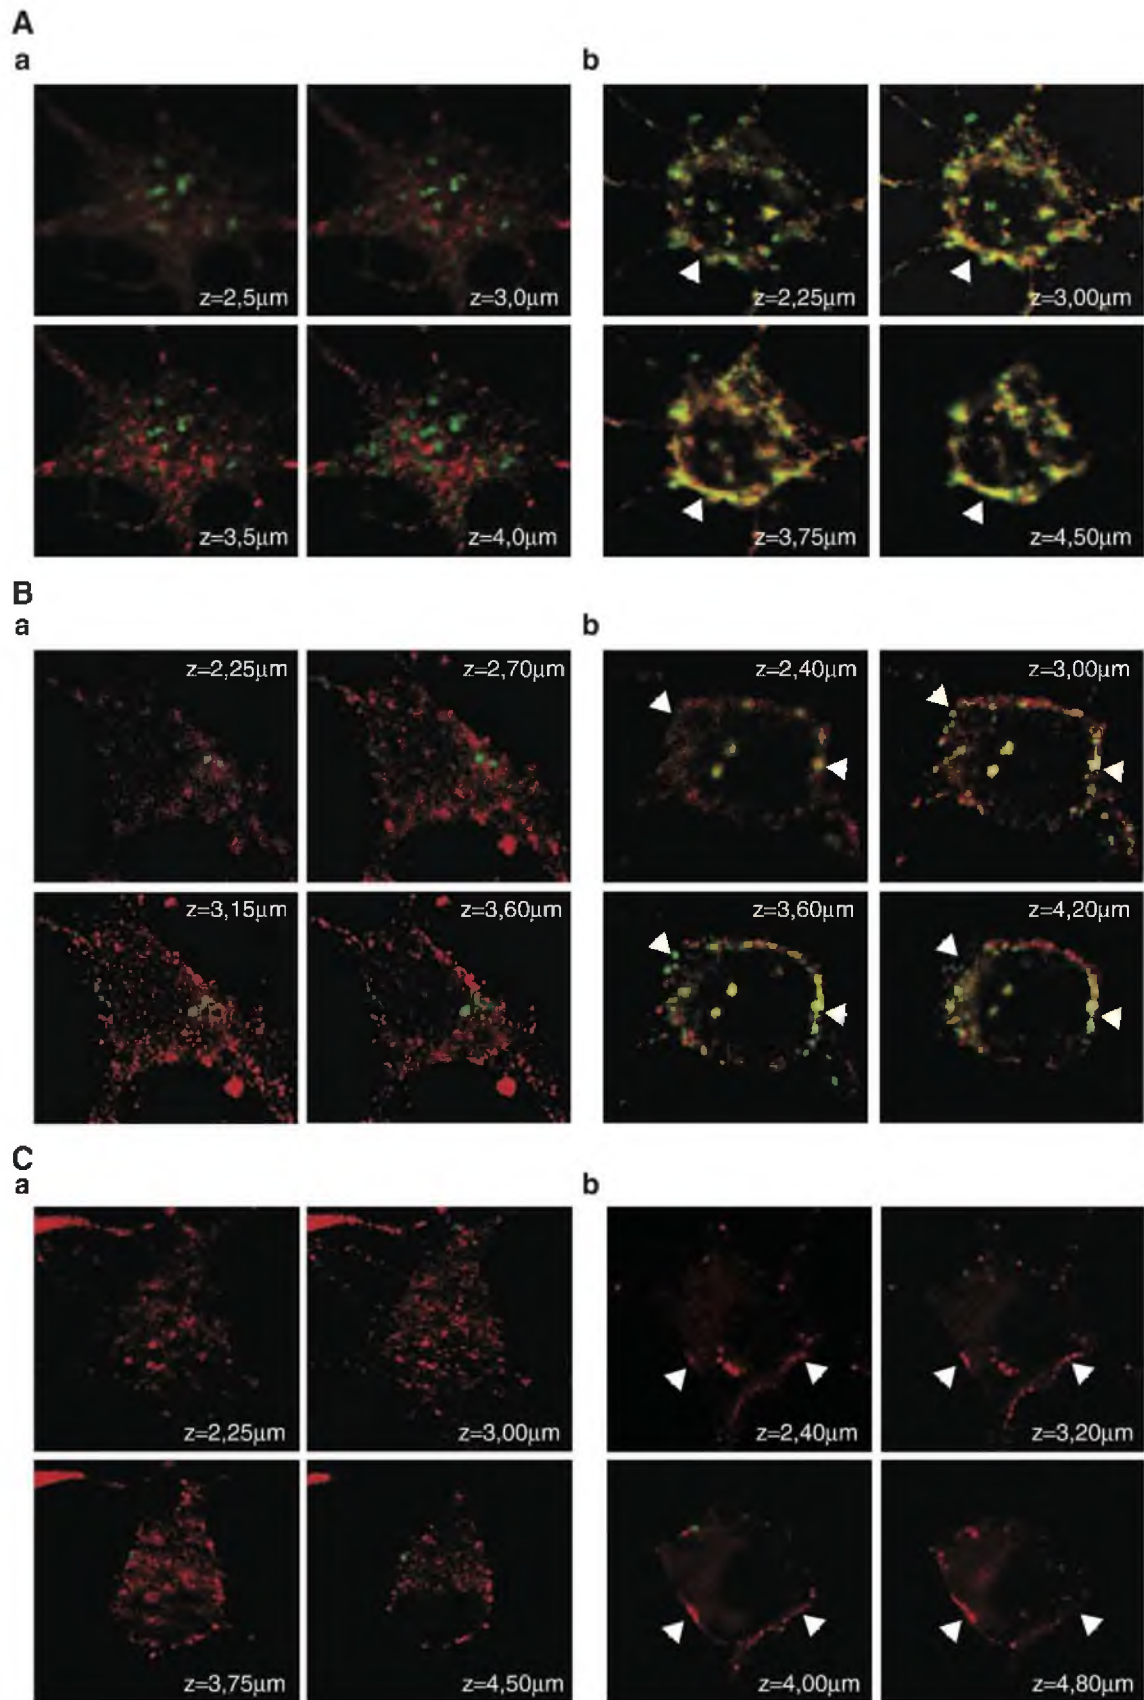 A
a
b
z=2,5µm
z=3,0µm
z=2,25µm
z=3,00µm
z=3,5µm
z=4,0µm
z=3,75µm
z=4,50µm
B
a
b
z=2,25µm
z=2,70µm
z=2,40µm
z=3,00µm
z=3,15µm
z=3,60µm
z=3,60µm
z=4,20µm
C
a
b
z=2,25µm
z=3,00µm
z=2,40µm
z=3,20µm
z=3,75µm
z=4,50µm
z=4,00µm
z=4,80µm